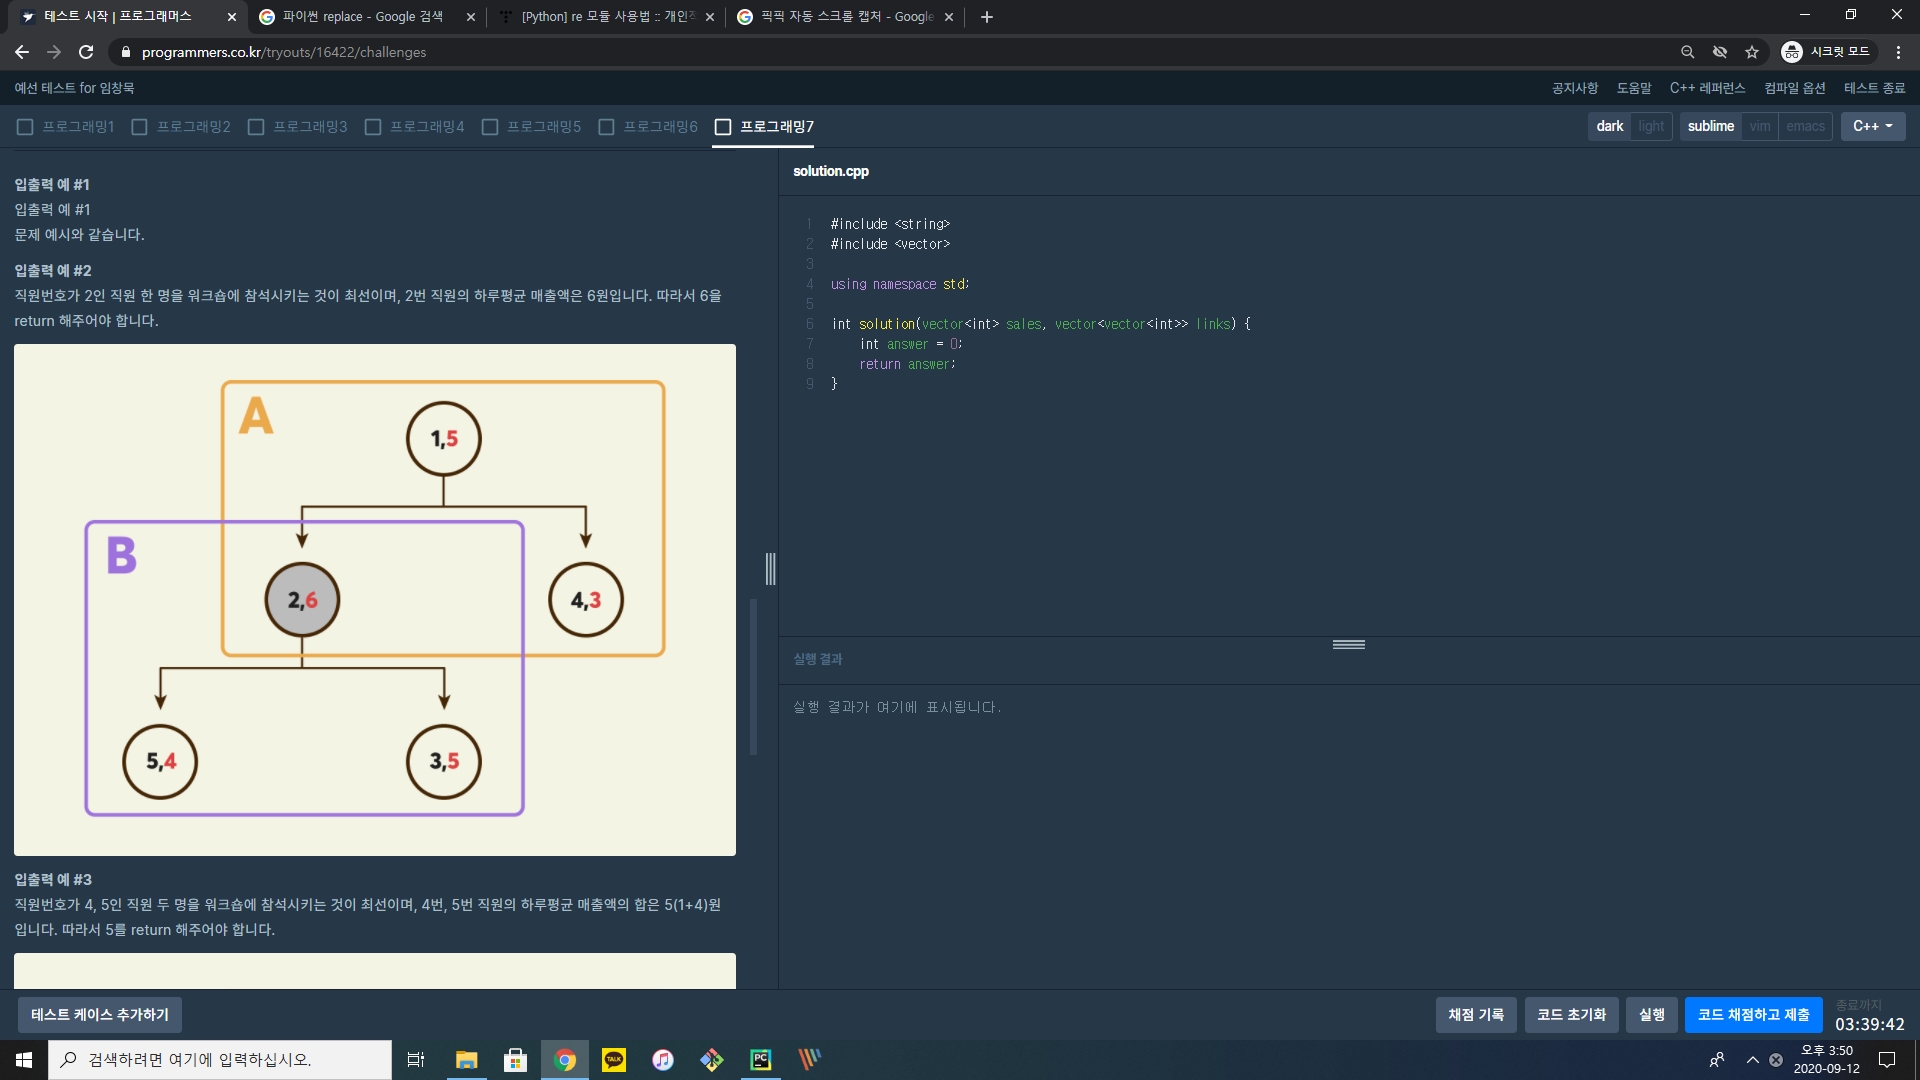 테스트 시작 | 프로그래머스
파이썬 replace - Google 검색
[Python] re 모듈 사용법 :: 개인적
픽픽 자동 스크롤 캡처 - Google
programmers.co.kr/tryouts/16422/challenges
시크릿 모드
예선 테스트 for 임창묵
공지사항 도움말 C++ 레퍼런스 컴파일 옵션 테스트 종료
프로그래밍1 프로그래밍2 프로그래밍3 프로그래밍4 프로그래밍5 프로그래밍6 프로그래밍7
dark light sublime vim emacs C++
입출력 예 #1
입출력 예 #1
문제 예시와 같습니다.
입출력 예 #2
직원번호가 2인 직원 한 명을 워크숍에 참석시키는 것이 최선이며, 2번 직원의 하루평균 매출액은 6원입니다. 따라서 6을
return 해주어야 합니다.
A
1,5
B
2,6
4,3
5,4
3,5
입출력 예 #3
직원번호가 4, 5인 직원 두 명을 워크숍에 참석시키는 것이 최선이며, 4번, 5번 직원의 하루평균 매출액의 합은 5(1+4)원
입니다. 따라서 5를 return 해주어야 합니다.
solution.cpp
1 #include <string>
2 #include <vector>
3
4 using namespace std;
5
6 int solution(vector<int> sales, vector<vector<int>> links) {
7 int answer = 0;
8 return answer;
9 }
실행 결과
실행 결과가 여기에 표시됩니다.
테스트 케이스 추가하기
채점 기록 코드 초기화 실행 코드 채점하고 제출
종료까지
03:39:42
검색하려면 여기에 입력하십시오.
TALK
PC
오후 3:50
2020-09-12